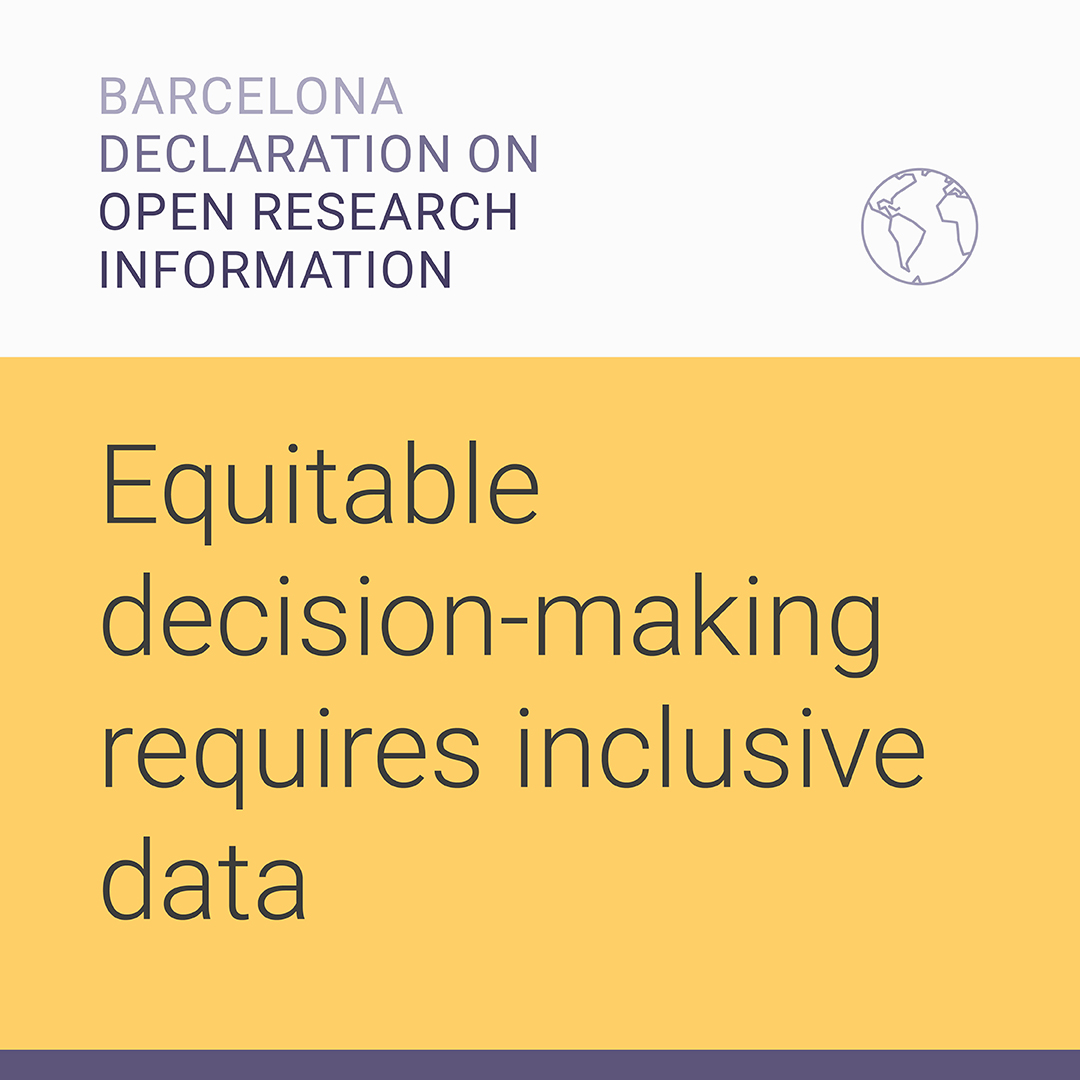 BARCELONA
DECLARATION ON
OPEN RESEARCH
INFORMATION
Equitable
decision-making
requires inclusive
data